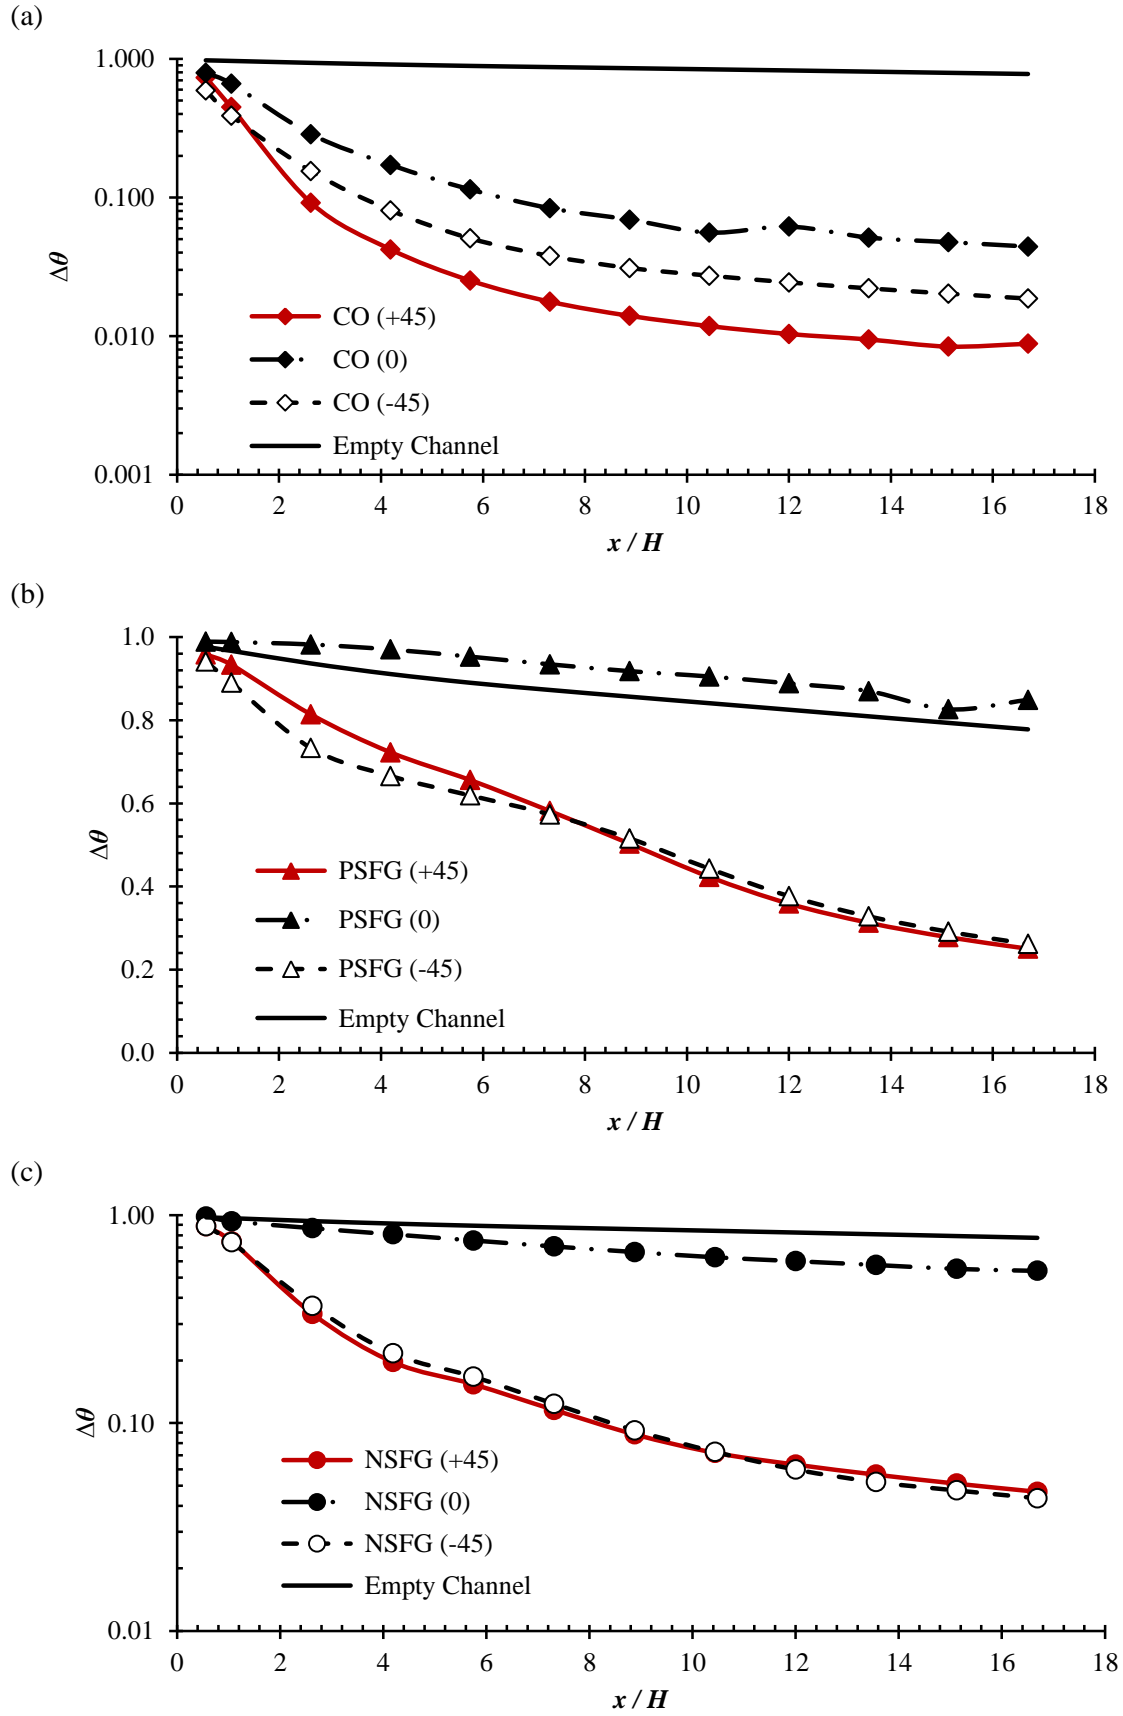 (a)
1.000
0.100
0.010
0.001
Δθ
CO (+45)
CO (0)
CO (-45)
Empty Channel
0 2 4 6 8 10 12 14 16 18
x / H
(b)
1.0
0.8
0.6
0.4
0.2
0.0
Δθ
PSFG (+45)
PSFG (0)
PSFG (-45)
Empty Channel
0 2 4 6 8 10 12 14 16 18
x / H
(c)
1.00
0.10
0.01
Δθ
NSFG (+45)
NSFG (0)
NSFG (-45)
Empty Channel
0 2 4 6 8 10 12 14 16 18
x / H